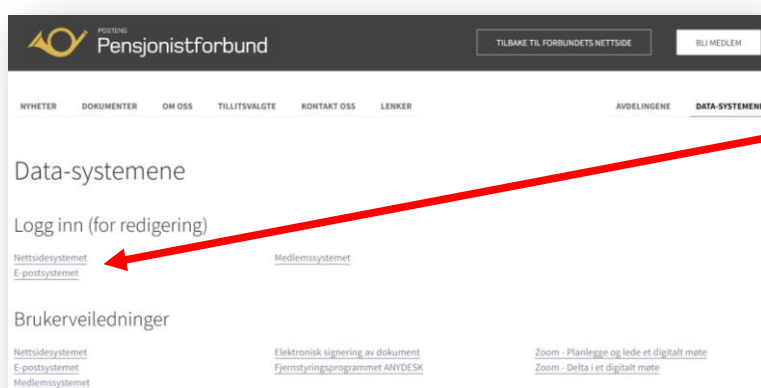 POSTENS
Pensjonistforbund
TILBAKE TIL FORBUNDETS NETTSIDE
BLI MEDLEM
NYHETER DOKUMENTER OM OSS TILLITSVALGTE KONTAKT OSS LENKER AVDELINGENE DATA-SYSTEMENE
Data-systemene
Logg inn (for redigering)
Nettsidesystemet Medlemssystemet
E-postsystemet
Brukerveiledninger
Nettsidesystemet Elektronisk signering av dokument Zoom - Planlegge og lede et digitalt møte
E-postsystemet Fjernstyringsprogrammet ANYDESK Zoom - Delta i et digitalt møte
Medlemssystemet